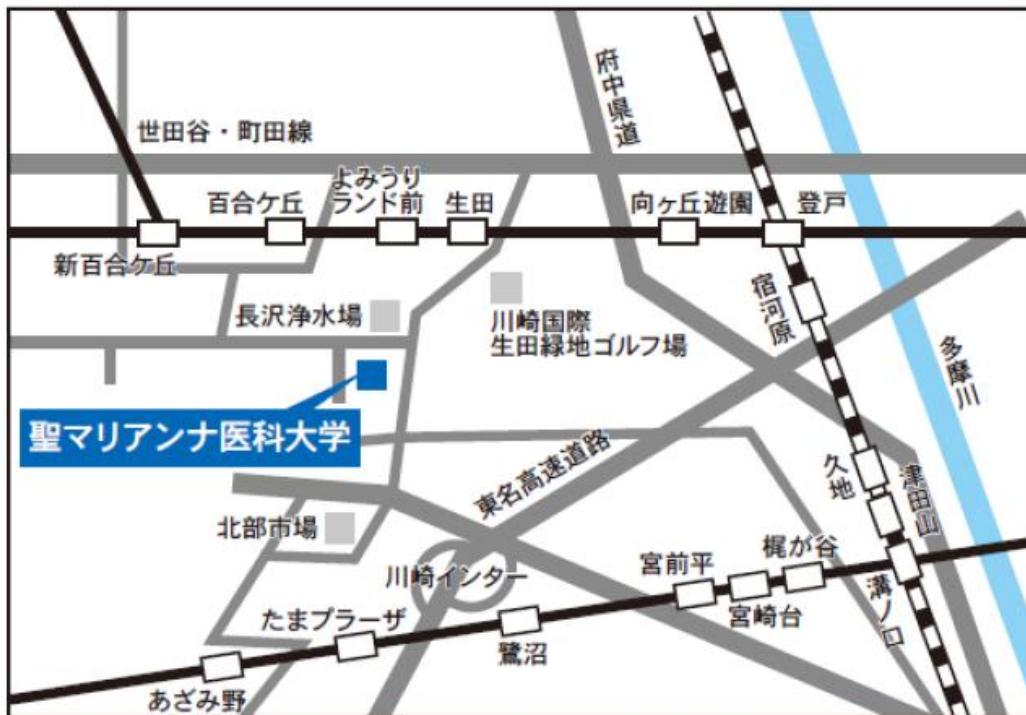 府中県道
世田谷・町田線
百合ケ丘
よみうり
ランド前
生田
向ヶ丘遊園
登戸
新百合ケ丘
宿河原
長沢浄水場
川崎国際
生田緑地ゴルフ場
多摩川
聖マリアンナ医科大学
東名高速道路
久地
津田山
北部市場
川崎インター
宮前平
梶が谷
たまプラーザ
宮崎台
溝ノ口
鷺沼
あざみ野